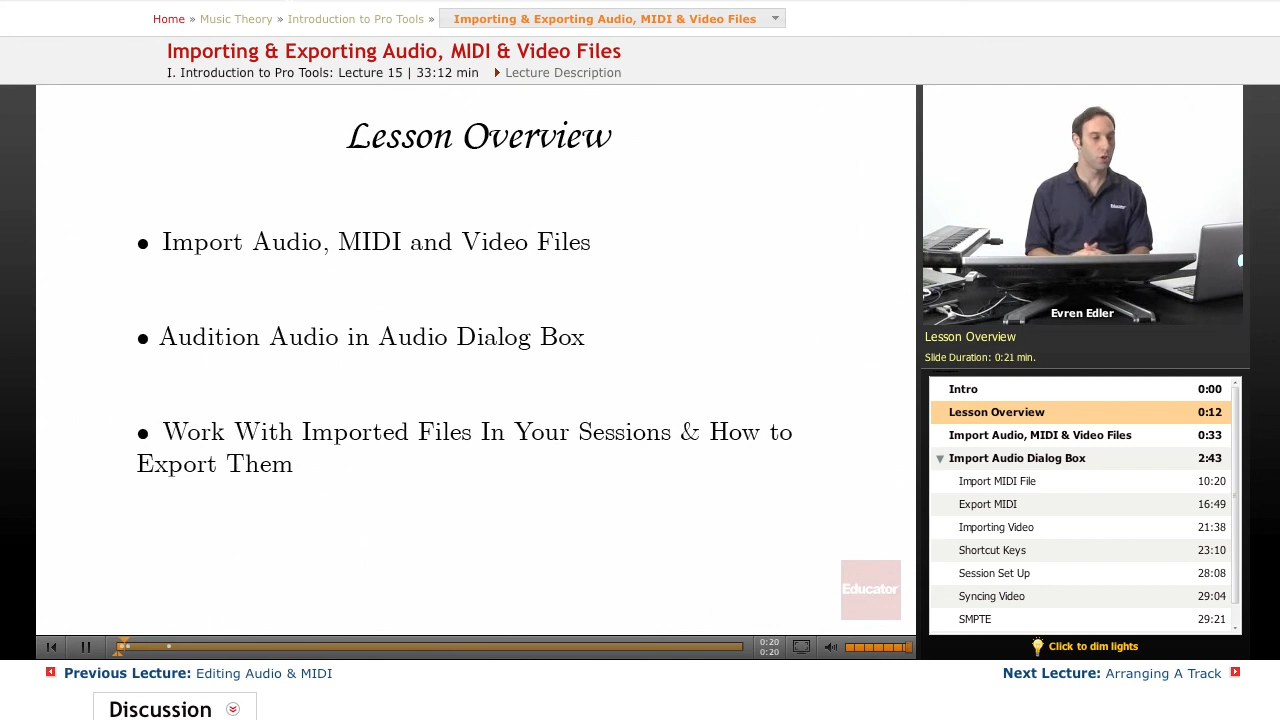 Home » Music Theory » Introduction to Pro Tools » Importing & Exporting Audio, MIDI & Video Files
Importing & Exporting Audio, MIDI & Video Files
I. Introduction to Pro Tools: Lecture 15 | 33:12 min Lecture Description
Lesson Overview
• Import Audio, MIDI and Video Files
• Audition Audio in Audio Dialog Box
• Work With Imported Files In Your Sessions & How to
Export Them
Educator
0:20
0:20
Evren Edler
Lesson Overview
Slide Duration: 0:21 min.
Intro 0:00
Lesson Overview 0:12
Import Audio, MIDI & Video Files 0:33
Import Audio Dialog Box 2:43
Import MIDI File 10:20
Export MIDI 16:49
Importing Video 21:38
Shortcut Keys 23:10
Session Set Up 28:08
Syncing Video 29:04
SMPTE 29:21
Click to dim lights
Previous Lecture: Editing Audio & MIDI
Next Lecture: Arranging A Track
Discussion